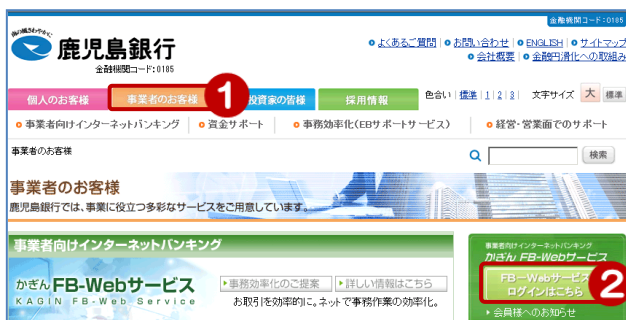 金融機関コード:0185
南の風さわやかに
鹿児島銀行
金融機関コード:0185
よくあるご質問 お問い合わせ ENGLISH サイトマップ
会社概要 金融円滑化への取組み
個人のお客様 事業者のお客様 1 投資家の皆様 採用情報 色合い 標準 1 2 3 文字サイズ 大 標準
事業者向けインターネットバンキング 資金サポート 事務効率化(EBサポートサービス) 経営・営業面でのサポート
事業者のお客様 検索
事業者のお客様
鹿児島銀行では、事業に役立つ多彩なサービスをご用意しています。
事業者向けインターネットバンキング
かぎん FB-Webサービス
KAGIN FB-Web Service
事務効率化のご提案 詳しい情報はこちら
お取引を効率的に。ネットで事務作業の効率化。
事業者向けインターネットバンキング
かぎん FB-Webサービス
FB-Webサービス
ログインはこちら 2
会員様へのお知らせ